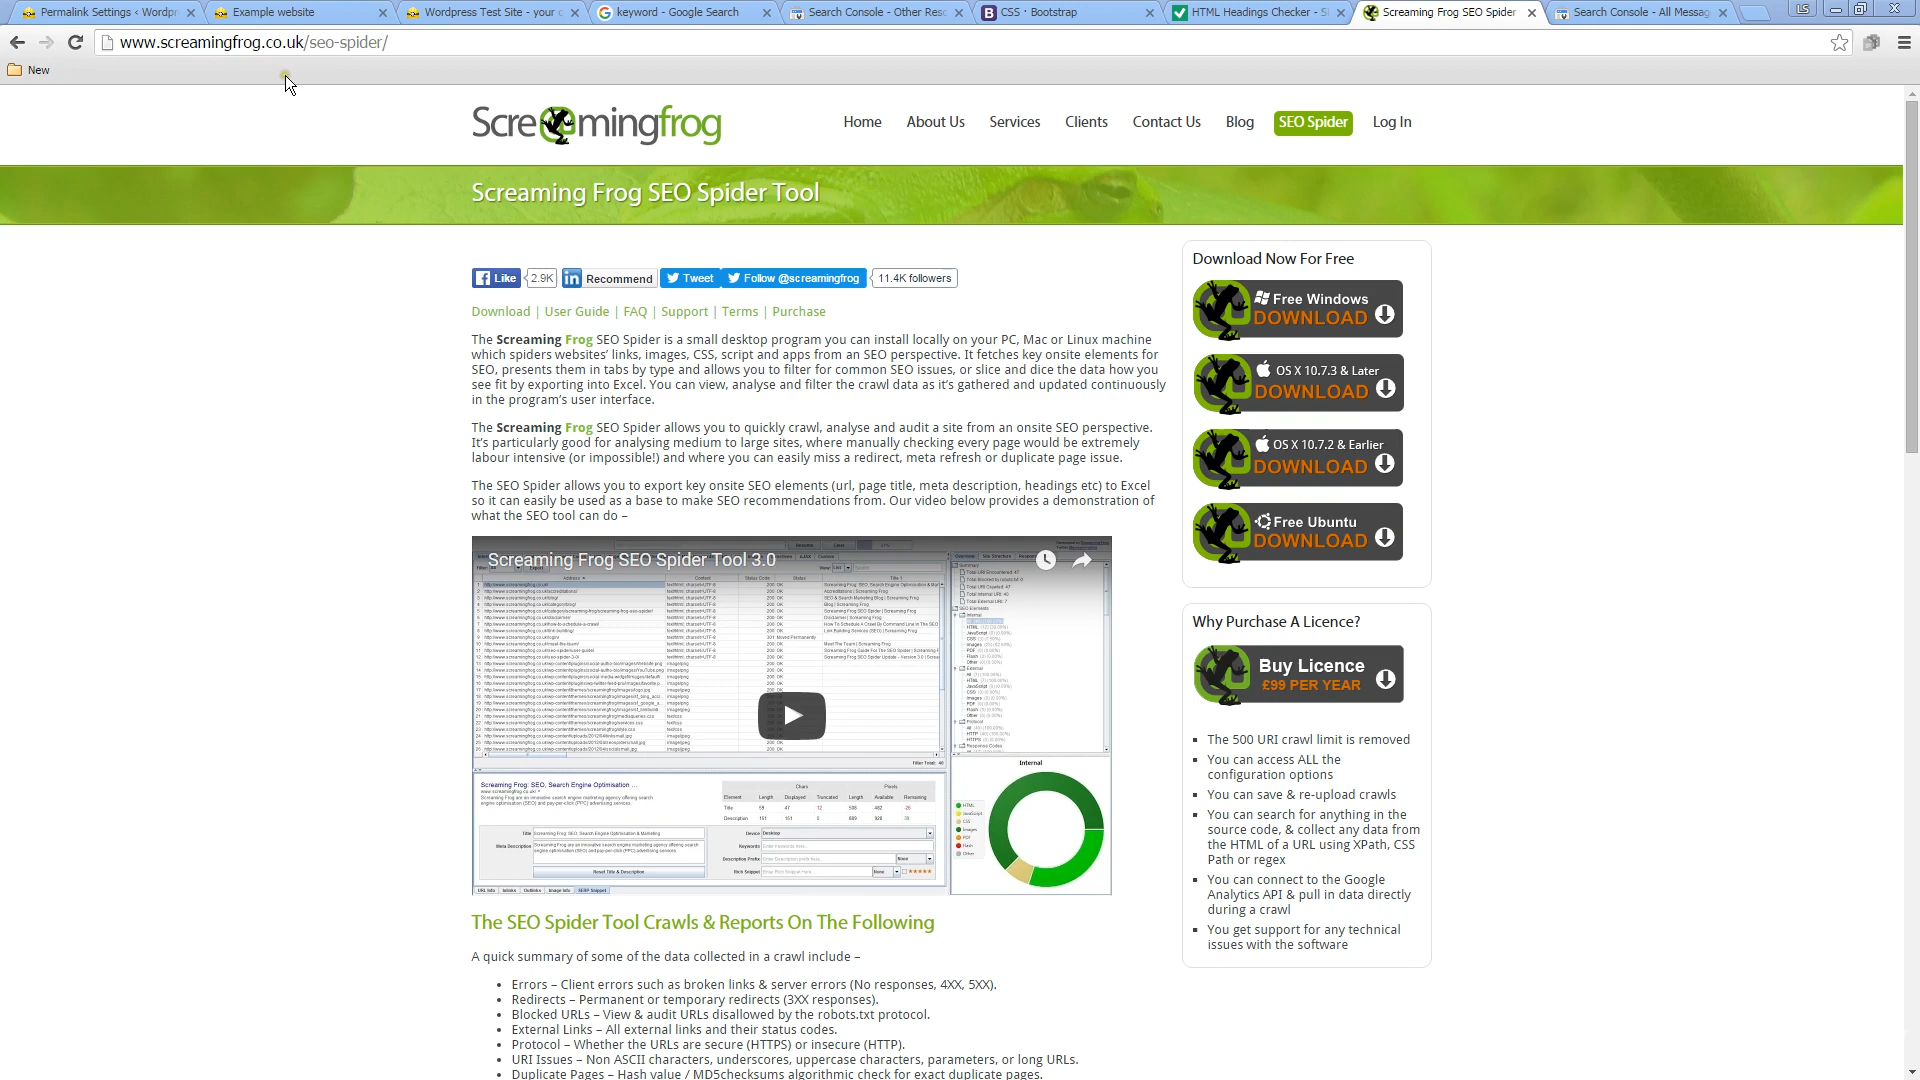 Permalink Settings ‹ Wordpr
Example website
Wordpress Test Site - your c
keyword - Google Search
Search Console - Other Resc
CSS · Bootstrap
HTML Headings Checker - S
Screaming Frog SEO Spider
Search Console - All Messag
LS
www.screamingfrog.co.uk/seo-spider/
New
Screamingfrog
Home
About Us
Services
Clients
Contact Us
Blog
SEO Spider
Log In
Screaming Frog SEO Spider Tool
Like 2.9K Recommend Tweet Follow @screamingfrog 11.4K followers
Download | User Guide | FAQ | Support | Terms | Purchase
The Screaming Frog SEO Spider is a small desktop program you can install locally on your PC, Mac or Linux machine
which spiders websites’ links, images, CSS, script and apps from an SEO perspective. It fetches key onsite elements for
SEO, presents them in tabs by type and allows you to filter for common SEO issues, or slice and dice the data how you
see fit by exporting into Excel. You can view, analyse and filter the crawl data as it’s gathered and updated continuously
in the program’s user interface.
The Screaming Frog SEO Spider allows you to quickly crawl, analyse and audit a site from an onsite SEO perspective.
It’s particularly good for analysing medium to large sites, where manually checking every page would be extremely
labour intensive (or impossible!) and where you can easily miss a redirect, meta refresh or duplicate page issue.
The SEO Spider allows you to export key onsite SEO elements (url, page title, meta description, headings etc) to Excel
so it can easily be used as a base to make SEO recommendations from. Our video below provides a demonstration of
what the SEO tool can do –
Screaming Frog SEO Spider Tool 3.0
Internal
Screaming Frog: SEO, Search Engine Optimisation ...
Reset Title & Description
The SEO Spider Tool Crawls & Reports On The Following
A quick summary of some of the data collected in a crawl include –
• Errors – Client errors such as broken links & server errors (No responses, 4XX, 5XX).
• Redirects – Permanent or temporary redirects (3XX responses).
• Blocked URLs – View & audit URLs disallowed by the robots.txt protocol.
• External Links – All external links and their status codes.
• Protocol – Whether the URLs are secure (HTTPS) or insecure (HTTP).
• URI Issues – Non ASCII characters, underscores, uppercase characters, parameters, or long URLs.
• Duplicate Pages – Hash value / MD5checksums algorithmic check for exact duplicate pages.
Download Now For Free
Free Windows
DOWNLOAD
OS X 10.7.3 & Later
DOWNLOAD
OS X 10.7.2 & Earlier
DOWNLOAD
Free Ubuntu
DOWNLOAD
Why Purchase A Licence?
Buy Licence
£99 PER YEAR
The 500 URI crawl limit is removed
You can access ALL the
configuration options
You can save & re-upload crawls
You can search for anything in the
source code, & collect any data from
the HTML of a URL using XPath, CSS
Path or regex
You can connect to the Google
Analytics API & pull in data directly
during a crawl
You get support for any technical
issues with the software